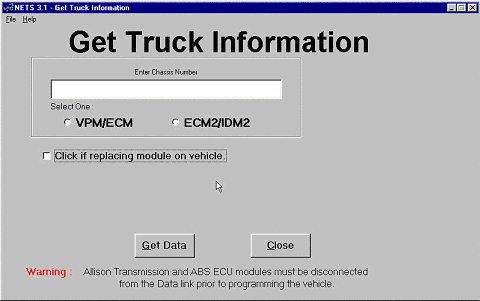 NETS 3.1 - Get Truck Information
File Help
Get Truck Information
Enter Chassis Number
Select One :
VPM/ECM ECM2/IDM2
Click if replacing module on vehicle.
Get Data Close
Warning : Allison Transmission and ABS ECU modules must be disconnected
from the Data link prior to programming the vehicle.